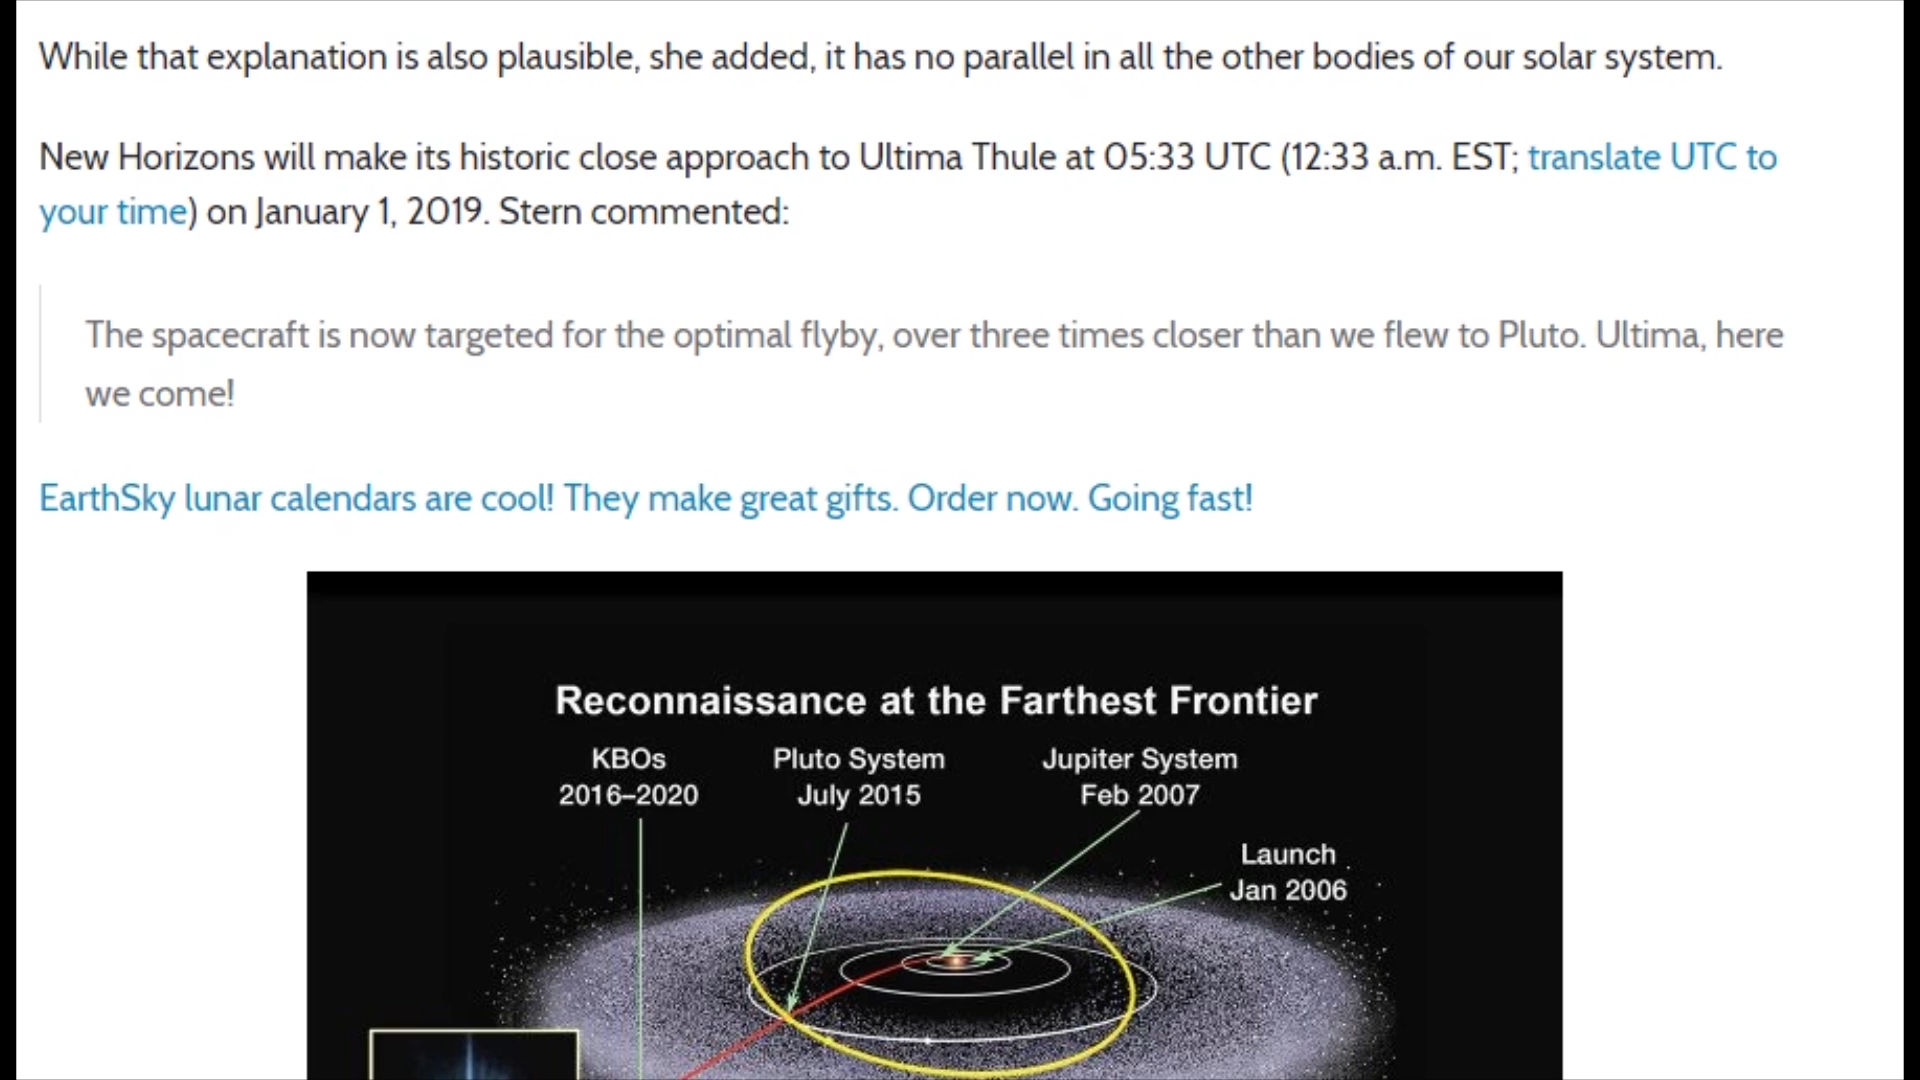 While that explanation is also plausible, she added, it has no parallel in all the other bodies of our solar system.
New Horizons will make its historic close approach to Ultima Thule at 05:33 UTC (12:33 a.m. EST; translate UTC to
your time) on January 1, 2019. Stern commented:
The spacecraft is now targeted for the optimal flyby, over three times closer than we flew to Pluto. Ultima, here
we come!
EarthSky lunar calendars are cool! They make great gifts. Order now. Going fast!
Reconnaissance at the Farthest Frontier
KBOs
2016–2020
Pluto System
July 2015
Jupiter System
Feb 2007
Launch
Jan 2006